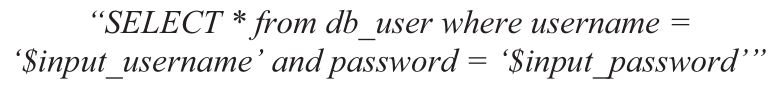 “SELECT * from db_user where username =
‘$input_username’ and password = ‘$input_password’”